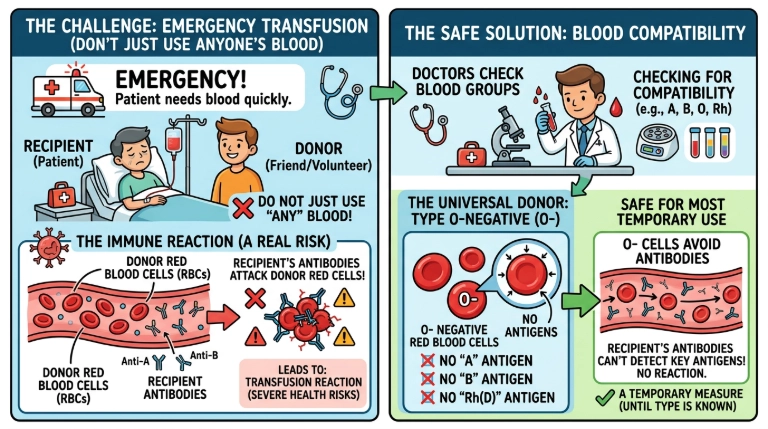 THE CHALLENGE: EMERGENCY TRANSFUSION
(DON'T JUST USE ANYONE'S BLOOD)
EMERGENCY!
Patient needs blood quickly.
RECIPIENT
(Patient)
DONOR
(Friend/Volunteer)
DO NOT JUST USE
"ANY" BLOOD!
THE IMMUNE REACTION (A REAL RISK)
DONOR RED
BLOOD CELLS (RBCs)
DONOR RED
BLOOD CELLS (RBCs)
Anti-A
Anti-B
RECIPIENT
ANTIBODIES
RECIPIENT'S ANTIBODIES
ATTACK DONOR RED CELLS!
LEADS TO:
TRANSFUSION REACTION
(SEVERE HEALTH RISKS)
THE SAFE SOLUTION: BLOOD COMPATIBILITY
DOCTORS CHECK
BLOOD GROUPS
CHECKING FOR
COMPATIBILITY
(e.g., A, B, O, Rh)
THE UNIVERSAL DONOR:
TYPE O-NEGATIVE (O-)
O-
NO
ANTIGENS
O- NEGATIVE
RED BLOOD CELLS
NO "A" ANTIGEN
NO "B" ANTIGEN
NO "Rh(D)" ANTIGEN
SAFE FOR MOST
TEMPORARY USE
O- CELLS AVOID
ANTIBODIES
RECIPIENT'S ANTIBODIES
CAN'T DETECT KEY ANTIGENS!
NO REACTION.
A TEMPORARY MEASURE
(UNTIL TYPE IS KNOWN)